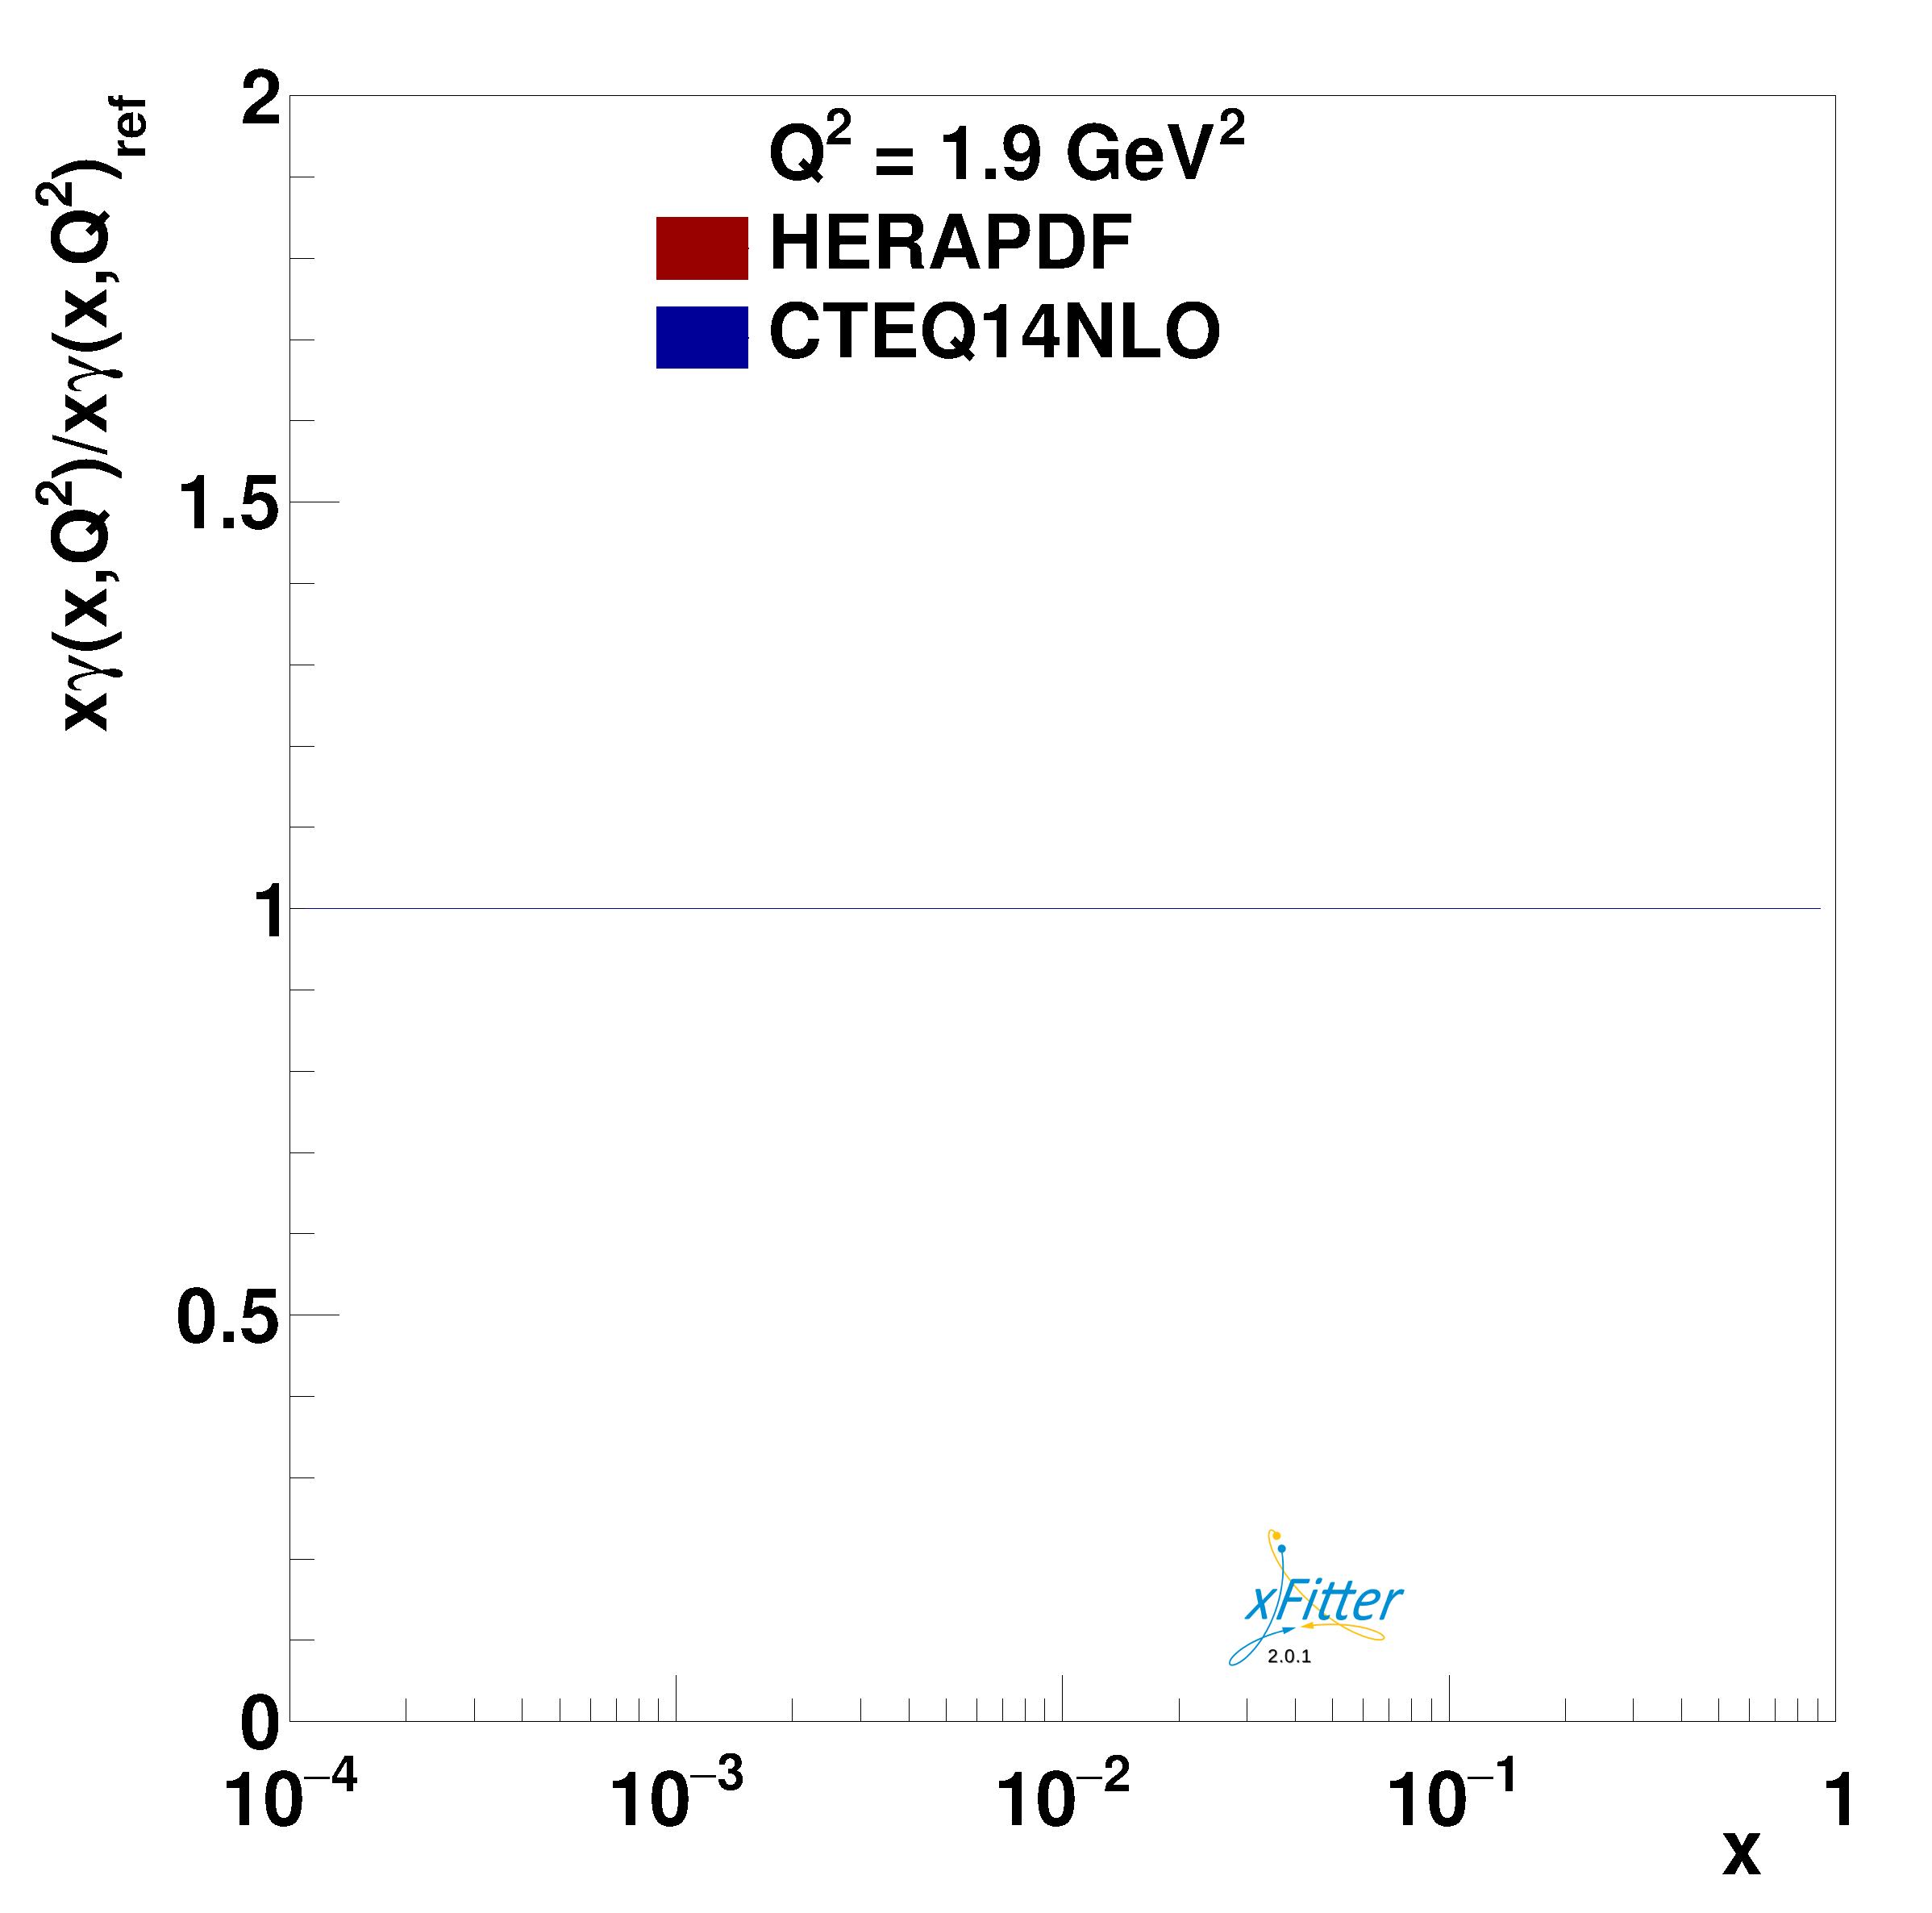 xγ(x,Q²)/xγ(x,Q²)ref
Q² = 1.9 GeV²
HERAPDF
CTEQ14NLO
2
1.5
1
0.5
0
xFitter
2.0.1
10⁻⁴ 10⁻³ 10⁻² 10⁻¹ 1
x